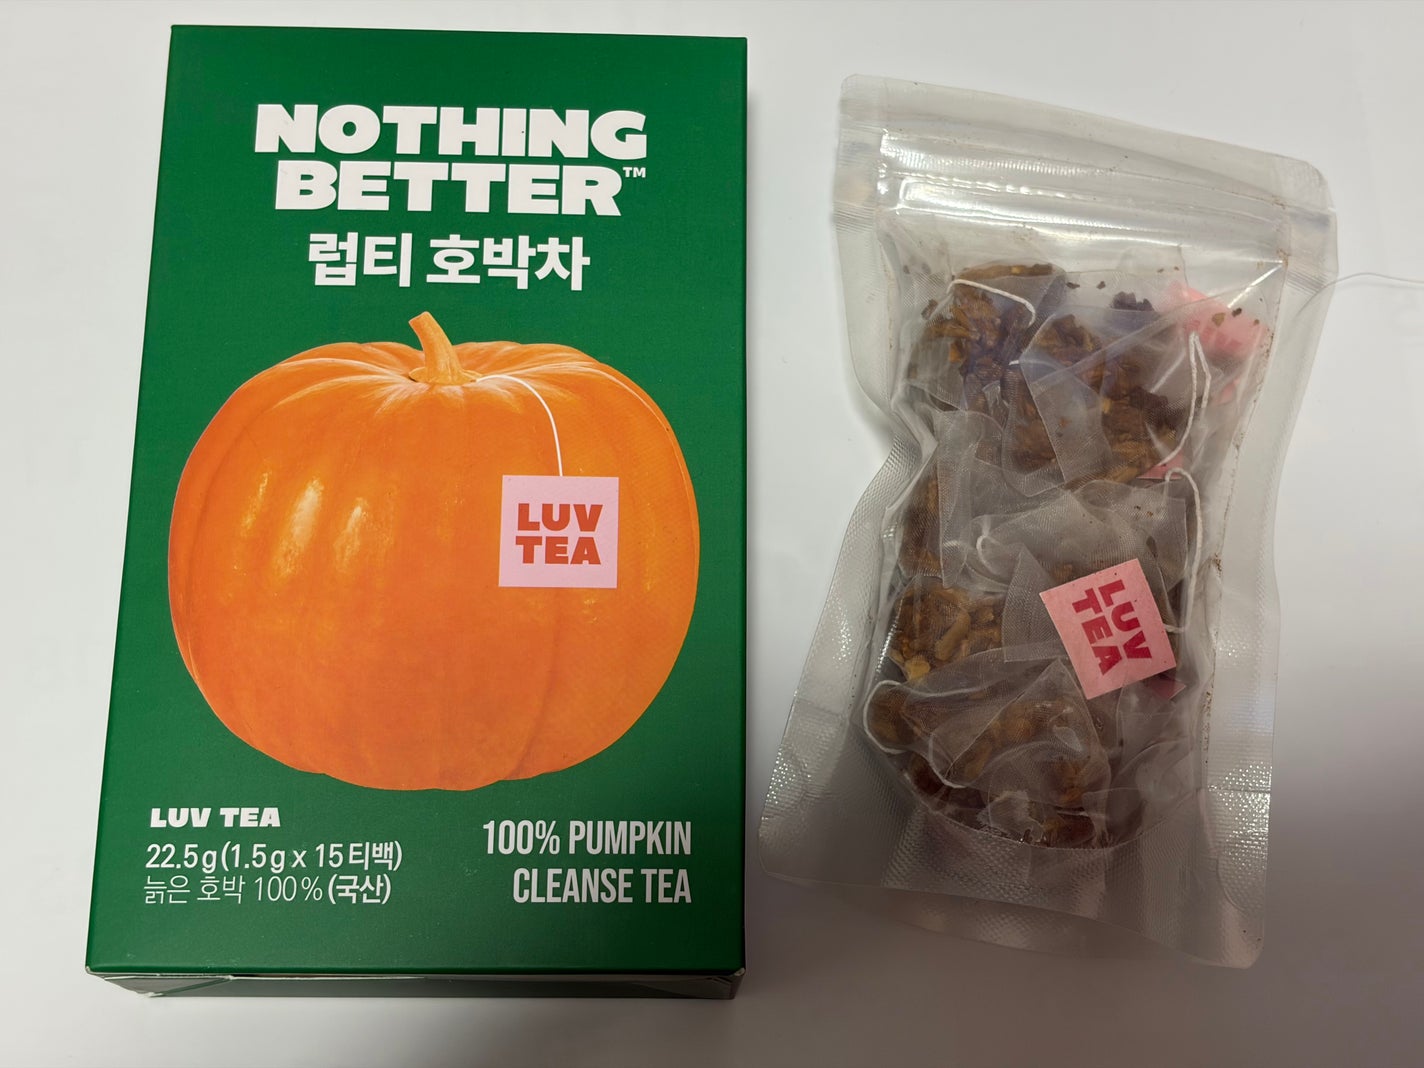 NOTHING
BETTER™
럽티 호박차
LUV
TEA
LUV TEA
22.5g(1.5g x 15티백)
늙은 호박 100%(국산)
100% PUMPKIN
CLEANSE TEA
LUV
TEA